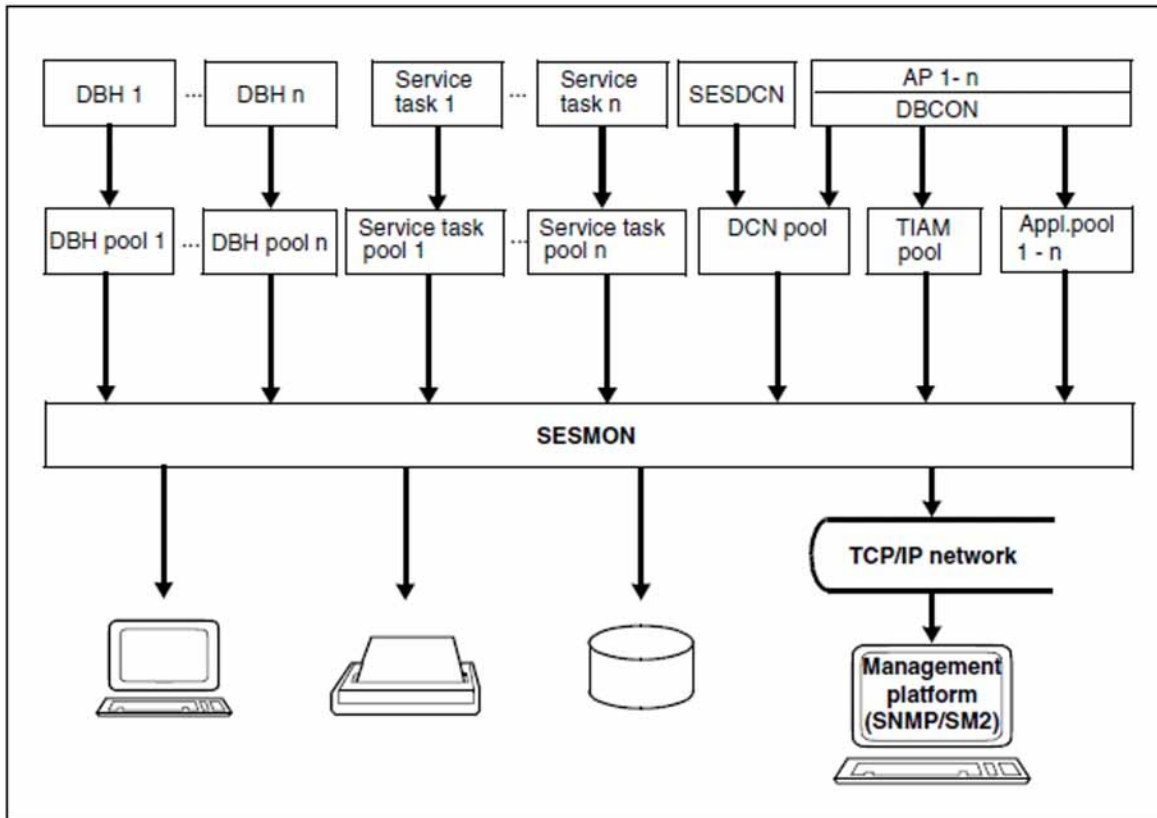 DBH 1
...
DBH n
Service
task 1
...
Service
task n
SESDCN
AP 1- n
DBCON
DBH pool 1
...
DBH pool n
Service task
pool 1
...
Service task
pool n
DCN pool
TIAM
pool
Appl.pool
1 - n
SESMON
TCP/IP network
Management
platform
(SNMP/SM2)